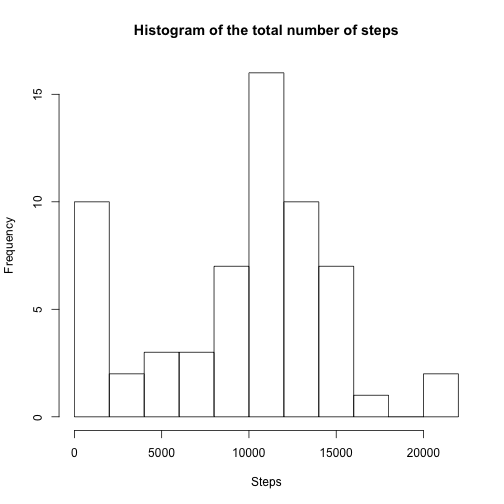 Histogram of the total number of steps
15
10
5
0
Frequency
0 5000 10000 15000 20000
Steps